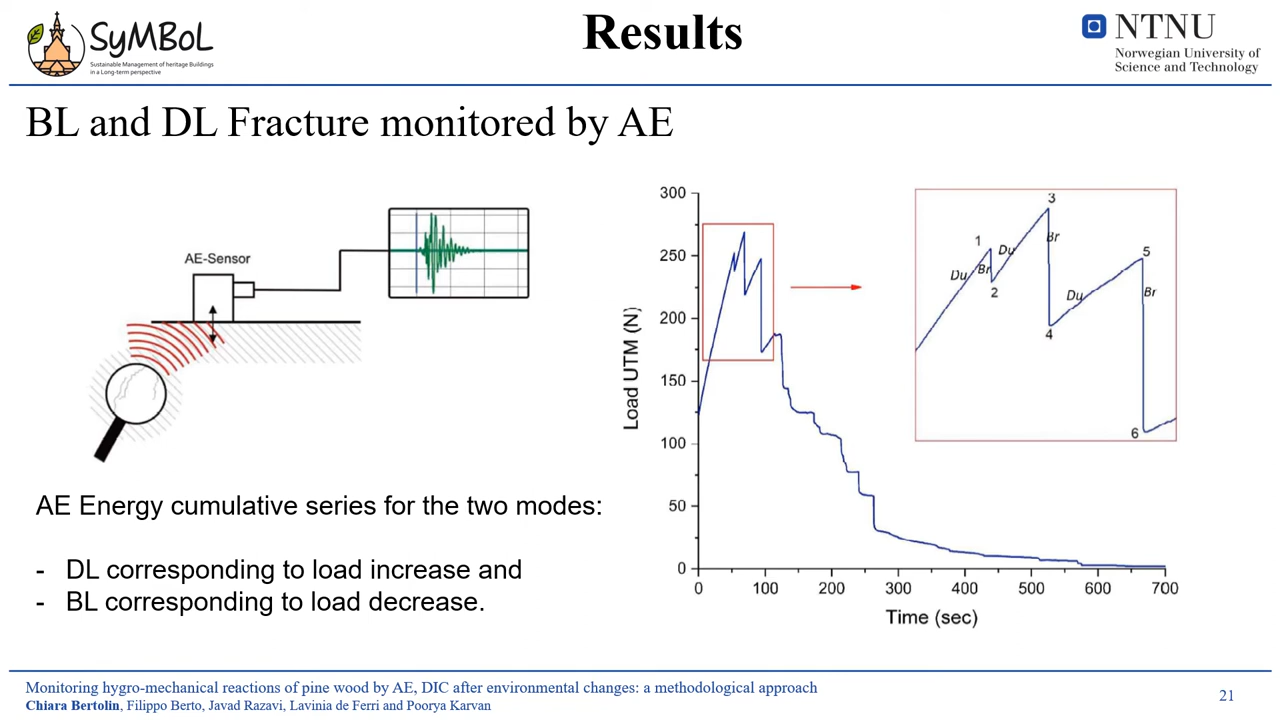 SyMBoL
Sustainable Management of heritage Buildings
in a Long-term perspective
Results
NTNU
Norwegian University of
Science and Technology
BL and DL Fracture monitored by AE
AE-Sensor
AE Energy cumulative series for the two modes:
- DL corresponding to load increase and
- BL corresponding to load decrease.
Load UTM (N)
300
250
200
150
100
50
0
0 100 200 300 400 500 600 700
Time (sec)
1
2
3
4
5
6
Du
Br
Du
Br
Du
Br
Monitoring hygro-mechanical reactions of pine wood by AE, DIC after environmental changes: a methodological approach
Chiara Bertolin, Filippo Berto, Javad Razavi, Lavinia de Ferri and Poorya Karvan
21